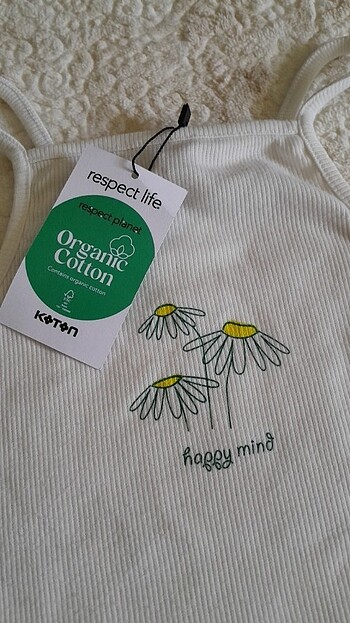 respect life
respect planet
Organic
Cotton
Contains organic cotton
KOTON
happy mind